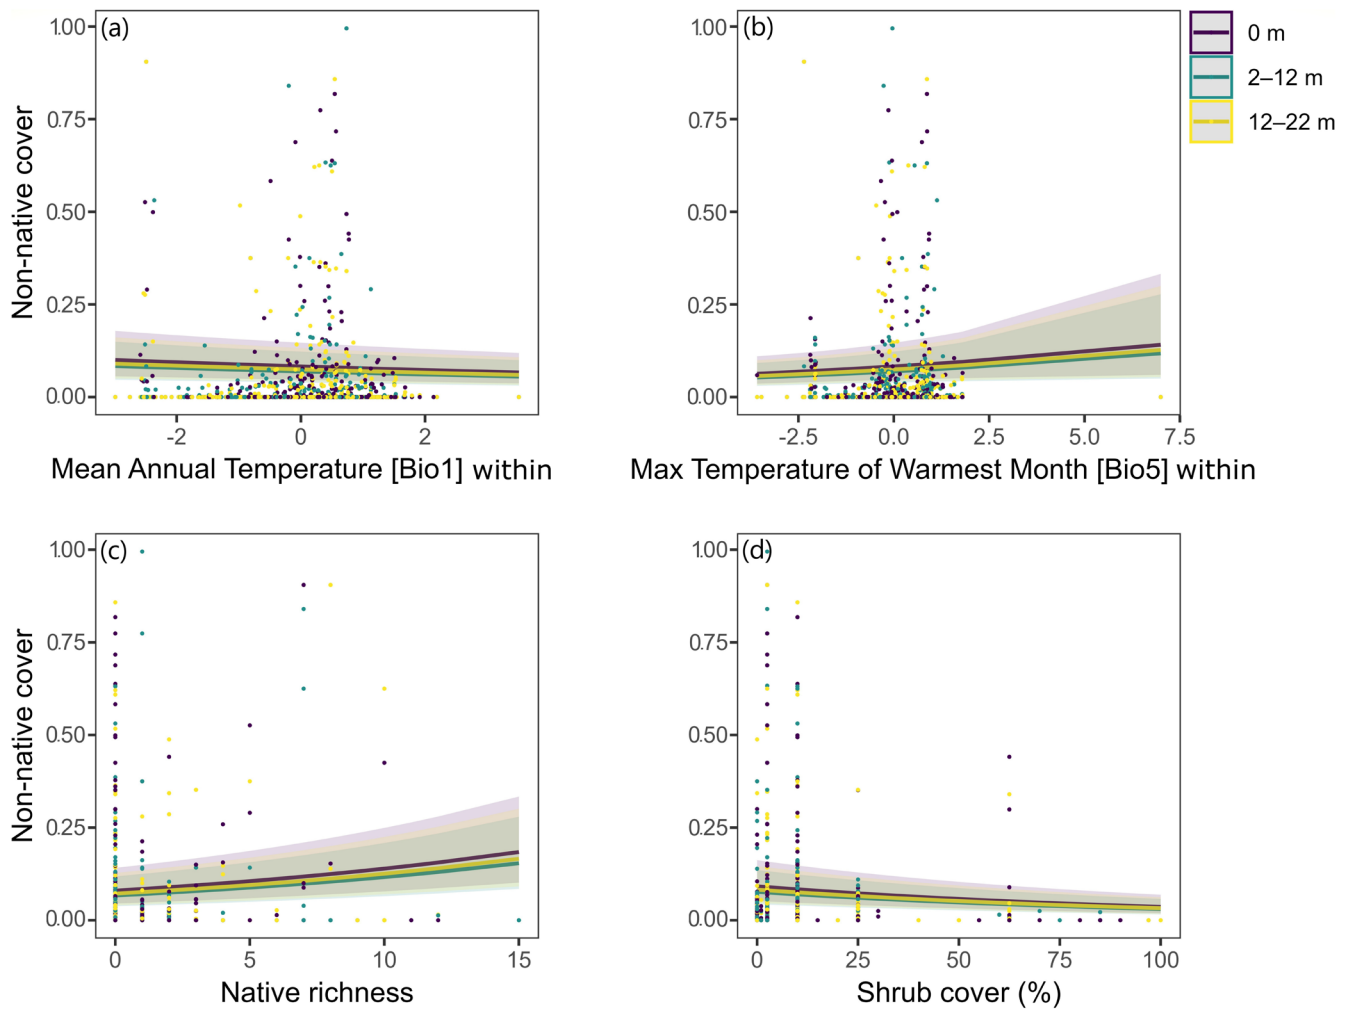 (a)
1.00
0.75
0.50
0.25
0.00
Non-native cover
-2 0 2
Mean Annual Temperature [Bio1] within
(b)
1.00
0.75
0.50
0.25
0.00
-2.5 0.0 2.5 5.0 7.5
Max Temperature of Warmest Month [Bio5] within
0 m
2–12 m
12–22 m
(c)
1.00
0.75
0.50
0.25
0.00
Non-native cover
0 5 10 15
Native richness
(d)
1.00
0.75
0.50
0.25
0.00
0 25 50 75 100
Shrub cover (%)